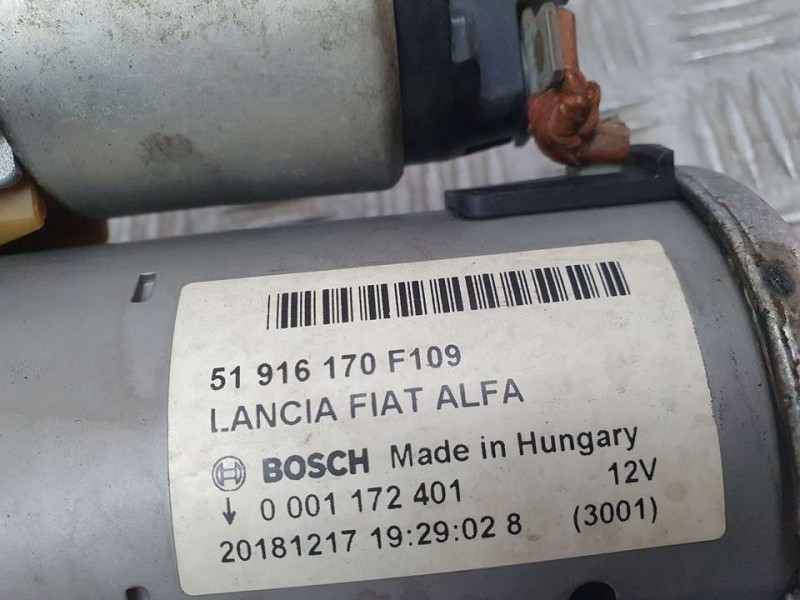 51 916 170 F109
LANCIA FIAT ALFA
BOSCH Made in Hungary
0 001 172 401 12V
20181217 19:29:02 8 (3001)